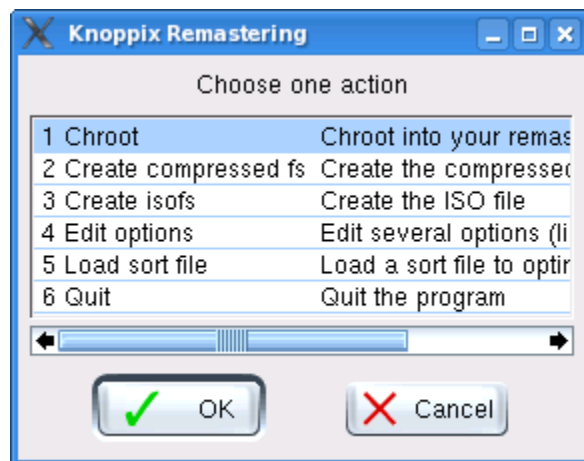 Knoppix Remastering
Choose one action
1 Chroot Chroot into your remas
2 Create compressed fs Create the compressed
3 Create isofs Create the ISO file
4 Edit options Edit several options (li
5 Load sort file Load a sort file to optir
6 Quit Quit the program
OK Cancel